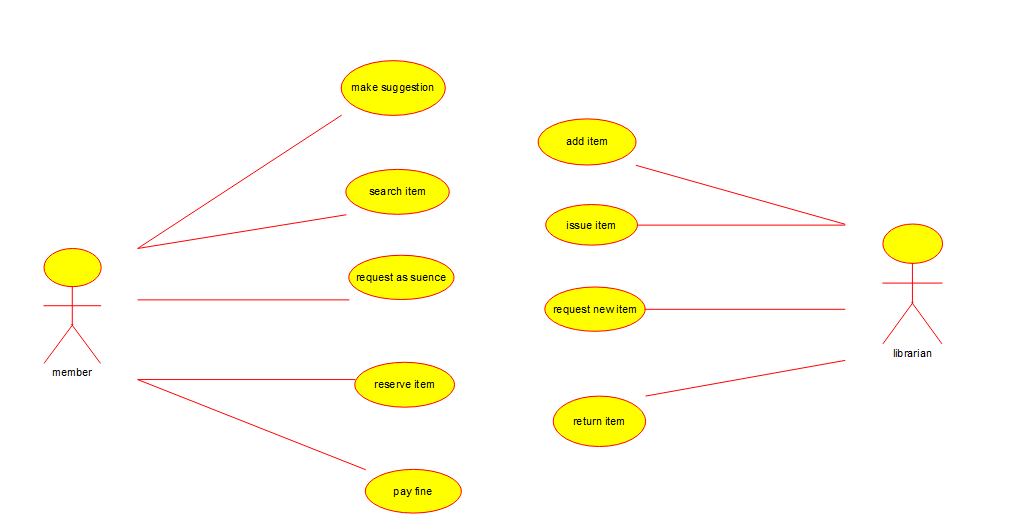 make suggestion
add item
search item
issue item
request as suence
request new item
librarian
member
reserve item
return item
pay fine